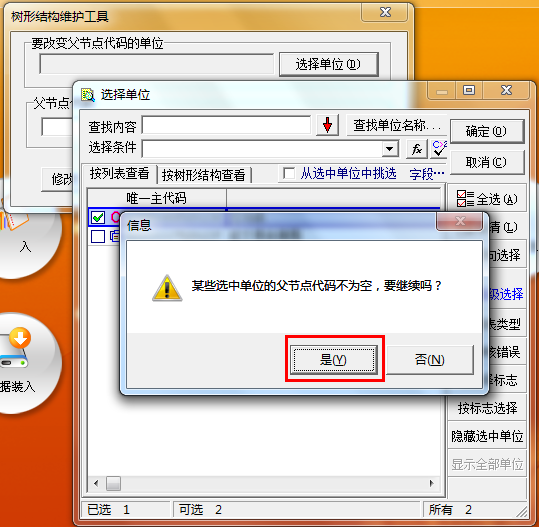 树形结构维护工具
要改变父节点代码的单位
选择单位(D)
选择单位
查找内容
查找单位名称...
确定(O)
选择条件
fx
取消(C)
按列表查看
按树形结构查看
从选中单位中挑选
字段…
唯一主代码
全选(A)
清(L)
选择
级选择
表类型
错误
标志
按标志选择
隐藏选中单位
显示全部单位
父节点
修改
信息
某些选中单位的父节点代码不为空，要继续吗？
是(Y)
否(N)
入
据装入
已选 1
可选 2
所有 2